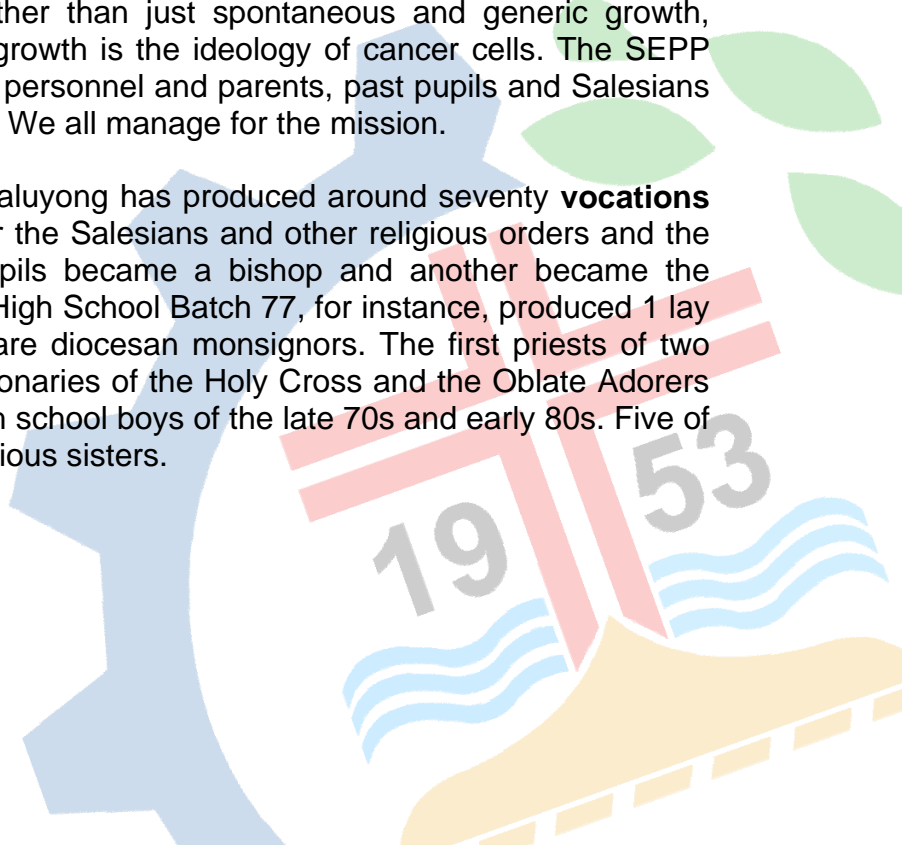 ther than just spontaneous and generic growth,
growth is the ideology of cancer cells. The SEPP
personnel and parents, past pupils and Salesians
We all manage for the mission.
aluyong has produced around seventy vocations
r the Salesians and other religious orders and the
pils became a bishop and another became the
High School Batch 77, for instance, produced 1 lay
are diocesan monsignors. The first priests of two
onaries of the Holy Cross and the Oblate Adorers
n school boys of the late 70s and early 80s. Five of
ious sisters.
19 53